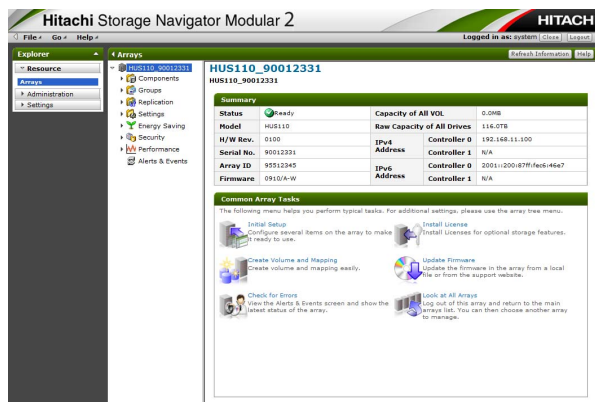 Hitachi Storage Navigator Modular 2
HITACH
File Go Help
Logged in as: system Close Logout
Explorer
Arrays
Refresh Information Help
Resource
Arrays
Administration
Settings
HUS110_90012331
Components
Groups
Replication
Settings
Energy Saving
Security
Performance
Alerts & Events
HUS110_90012331
HUS110_90012331
Summary
Status Ready Capacity of All VOL 0.0MB
Model HUS110 Raw Capacity of All Drives 116.0TB
H/W Rev. 0100 IPv4 Address Controller 0 192.168.11.100
Serial No. 90012331 Controller 1 N/A
Array ID 95512345 IPv6 Address Controller 0 2001::200:87ff:fec6:46e7
Firmware 0910/A-W Controller 1 N/A
Common Array Tasks
The following menu helps you perform typical tasks. For additional settings, please use the array tree menu.
Initial Setup
Configure several items on the array to make
it ready to use.
Install License
Install Licenses for optional storage features.
Create Volume and Mapping
Create volume and mapping easily.
Update Firmware
Update the firmware in the array from a local
file or from the support website.
Check for Errors
View the Alerts & Events screen and show the
latest status of the array.
Look at All Arrays
Log out of this array and return to the main
arrays list. You can then choose another array
to manage.